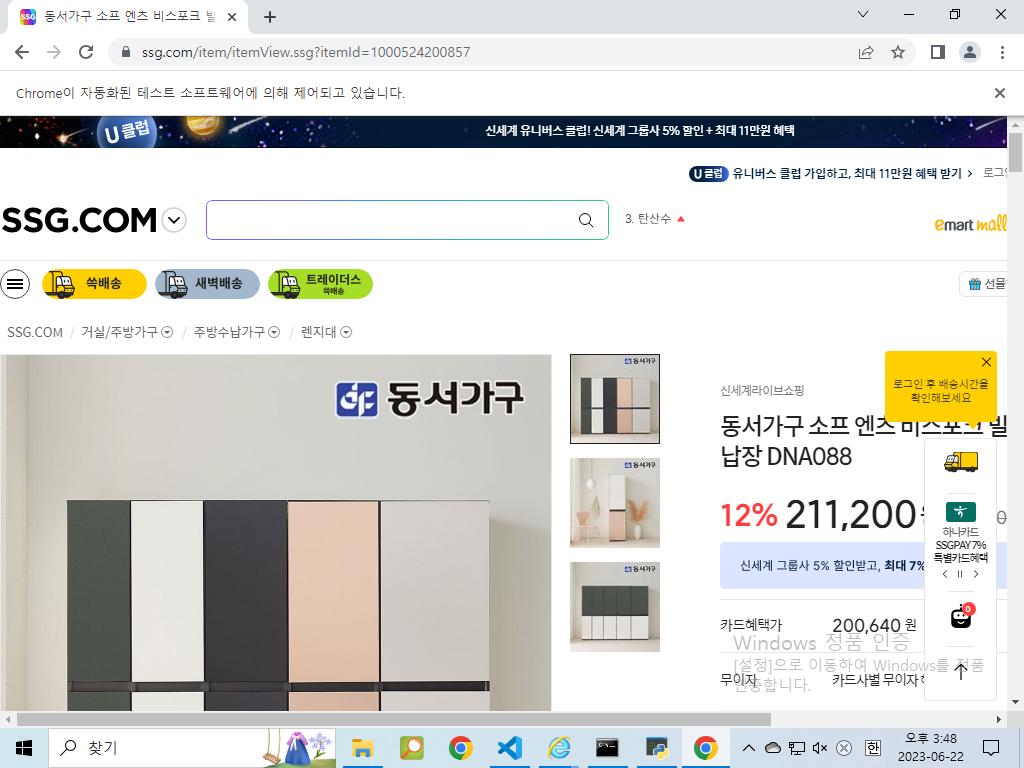 동서가구 소프 엔츠 비스포크 빌
ssg.com/item/itemView.ssg?itemId=1000524200857
Chrome이 자동화된 테스트 소프트웨어에 의해 제어되고 있습니다.
U 클럽
신세계 유니버스 클럽! 신세계 그룹사 5% 할인 + 최대 11만원 혜택
U 클럽 유니버스 클럽 가입하고, 최대 11만원 혜택 받기 > 로그인
SSG.COM
3. 탄산수
emart mall
쓱배송
새벽배송
트레이더스
쓱배송
선물
SSG.COM / 거실/주방가구 / 주방수납가구 / 렌지대
동서가구
동서가구
동서가구
동서가구
신세계라이브쇼핑
로그인 후 배송시간을
확인해보세요
동서가구 소프 엔츠 비스포크 빌
납장 DNA088
12% 211,200
하나카드
SSGPAY 7%
특별카드혜택
신세계 그룹사 5% 할인받고, 최대 7%
0
카드혜택가 200,640 원
Windows 정품 인증
[설정]으로 이동하여 Windows를 정품
인증합니다.
무이자 카드사별 무이자
찾기
오후 3:48
한
2023-06-22